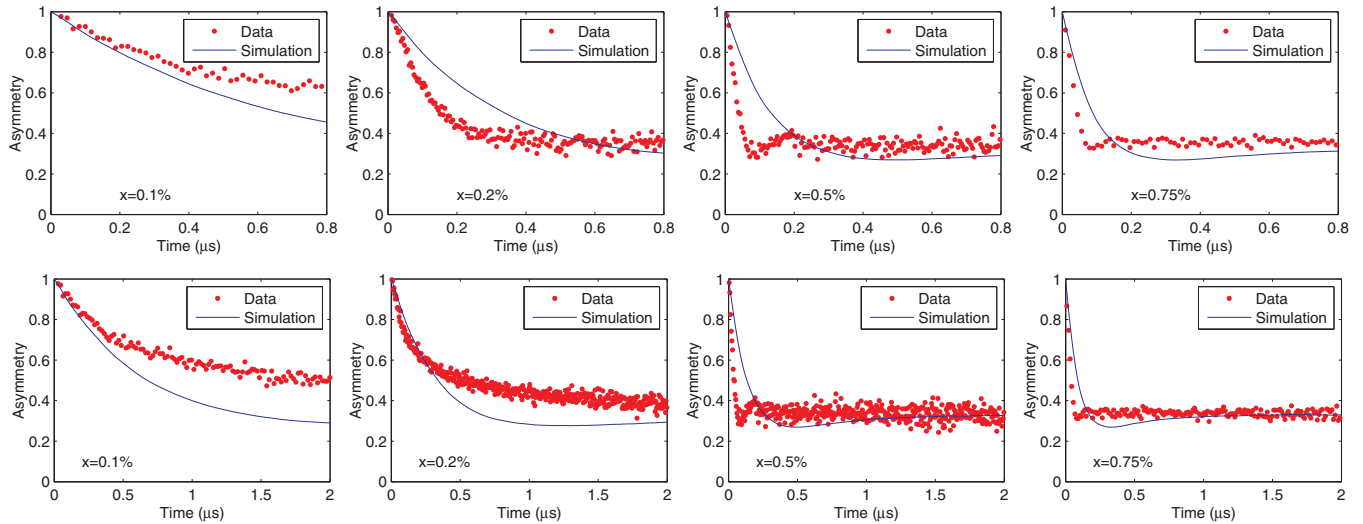 1
0.8
0.6
0.4
0.2
0
Asymmetry
Data
Simulation
x=0.1%
0 0.2 0.4 0.6 0.8
Time (μs)
1
0.8
0.6
0.4
0.2
0
Asymmetry
Data
Simulation
x=0.2%
0 0.2 0.4 0.6 0.8
Time (μs)
1
0.8
0.6
0.4
0.2
0
Asymmetry
Data
Simulation
x=0.5%
0 0.2 0.4 0.6 0.8
Time (μs)
1
0.8
0.6
0.4
0.2
0
Asymmetry
Data
Simulation
x=0.75%
0 0.2 0.4 0.6 0.8
Time (μs)
1
0.8
0.6
0.4
0.2
0
Asymmetry
Data
Simulation
x=0.1%
0 0.5 1 1.5 2
Time (μs)
1
0.8
0.6
0.4
0.2
0
Asymmetry
Data
Simulation
x=0.2%
0 0.5 1 1.5 2
Time (μs)
1
0.8
0.6
0.4
0.2
0
Asymmetry
Data
Simulation
x=0.5%
0 0.5 1 1.5 2
Time (μs)
1
0.8
0.6
0.4
0.2
0
Asymmetry
Data
Simulation
x=0.75%
0 0.5 1 1.5 2
Time (μs)